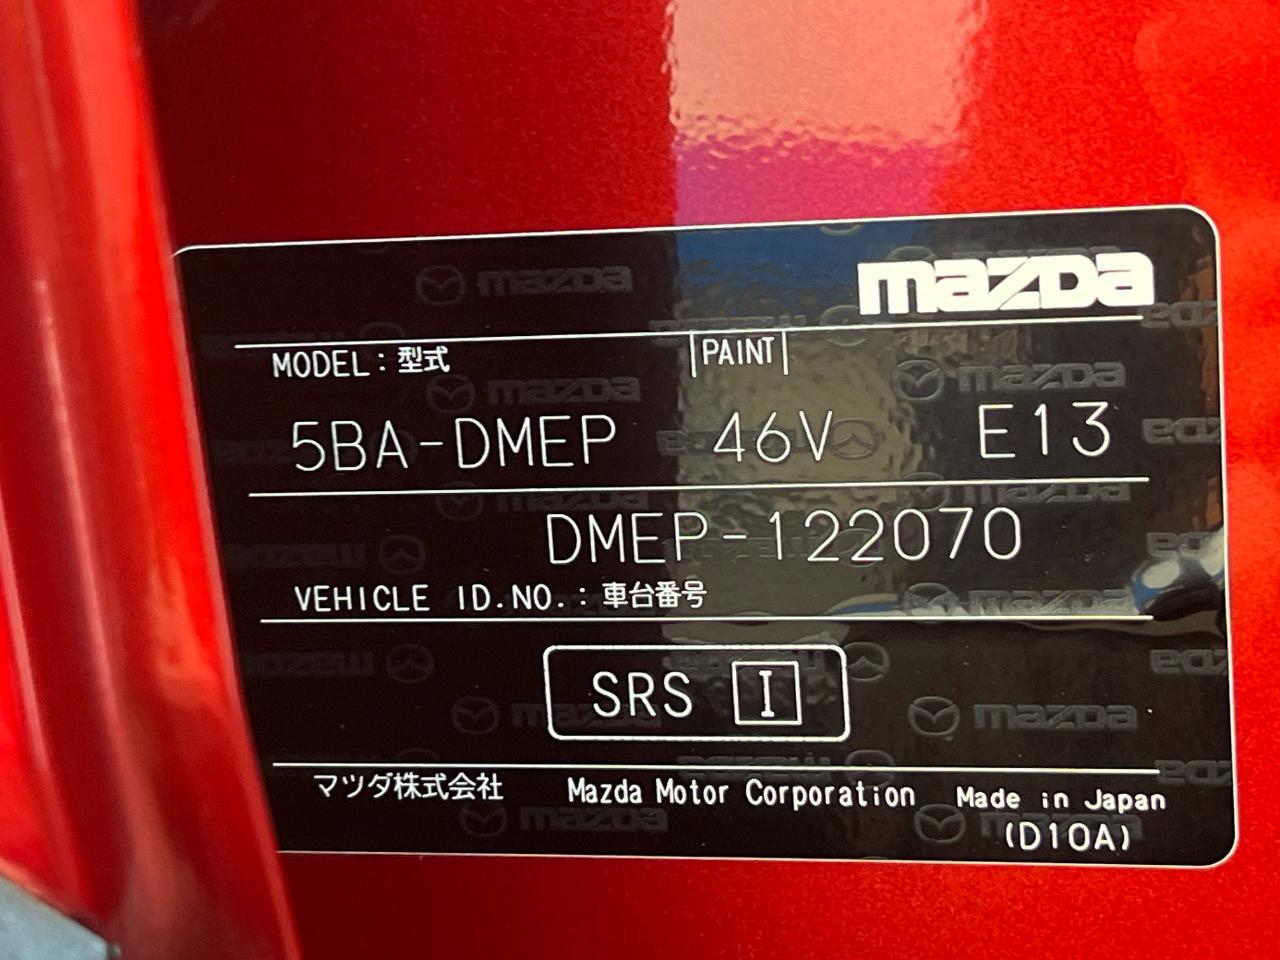 mazda
MODEL：型式 PAINT
5BA-DMEP 46V E13
DMEP-122070
VEHICLE ID.NO.：車台番号
SRS I
マツダ株式会社 Mazda Motor Corporation Made in Japan
(D10A)